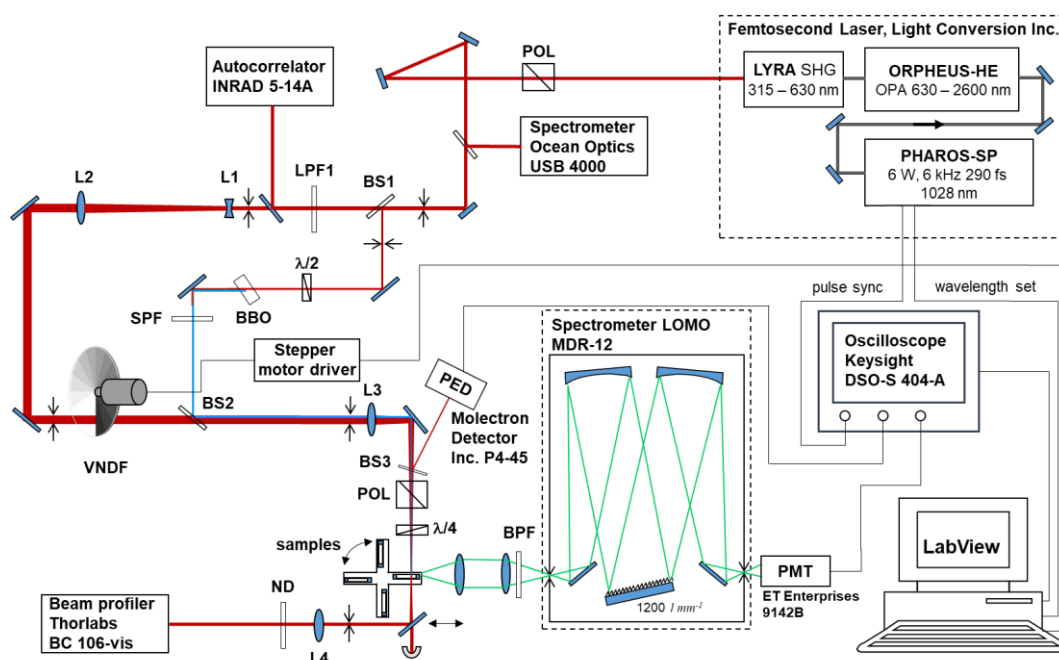 Femtosecond Laser, Light Conversion Inc.
POL
LYRA SHG
315 – 630 nm
ORPHEUS-HE
OPA 630 – 2600 nm
Autocorrelator
INRAD 5-14A
Spectrometer
Ocean Optics
USB 4000
PHAROS-SP
6 W, 6 kHz 290 fs
1028 nm
L2
L1
LPF1
BS1
λ/2
BBO
SPF
pulse sync
wavelength set
Stepper
motor driver
Spectrometer LOMO
MDR-12
Oscilloscope
Keysight
DSO-S 404-A
PED
Molectron
Detector
Inc. P4-45
BS2
L3
VNDF
BS3
POL
λ/4
samples
BPF
LabView
PMT
ET Enterprises
9142B
1200 l mm-1
ND
Beam profiler
Thorlabs
BC 106-vis
L4